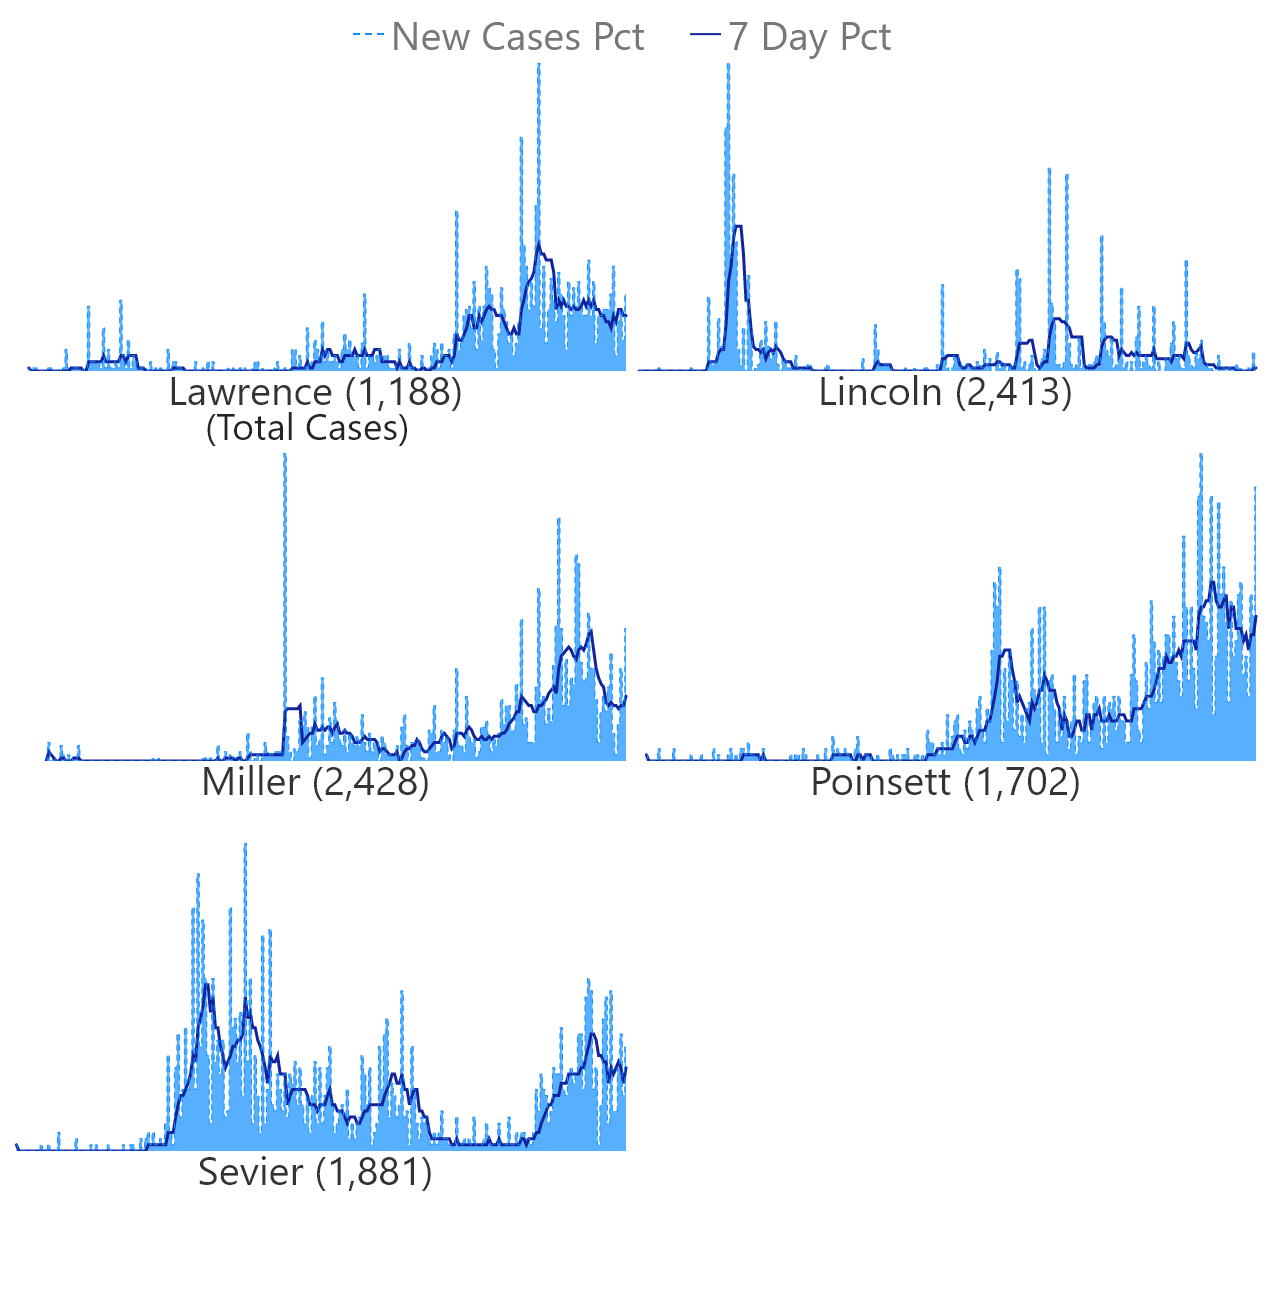 New Cases Pct 7 Day Pct
Lawrence (1,188)
(Total Cases)
Lincoln (2,413)
Miller (2,428)
Poinsett (1,702)
Sevier (1,881)